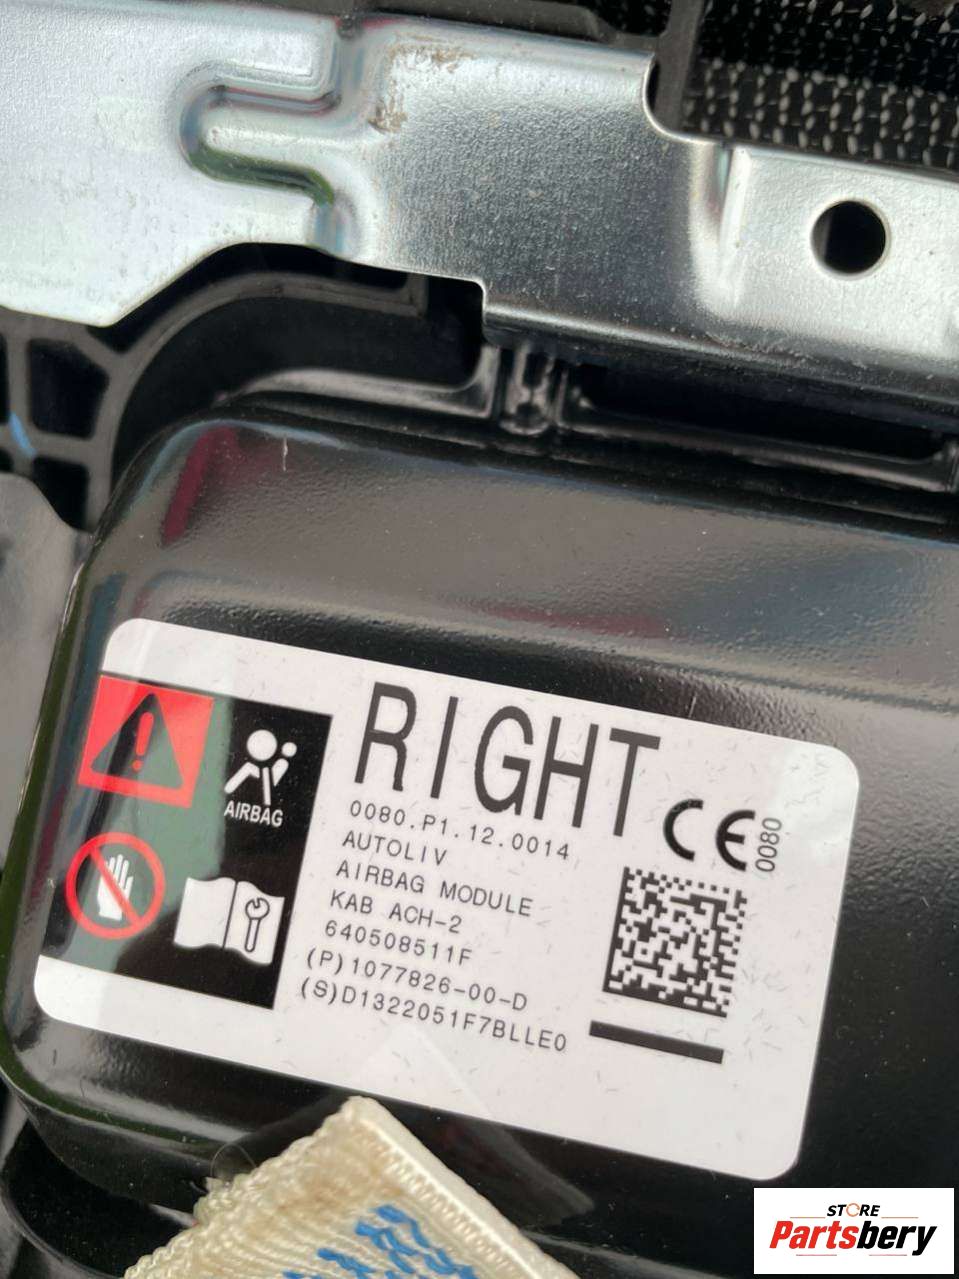 RIGHT
0080.P1.12.0014
AUTOLIV
AIRBAG MODULE
KAB ACH-2
640508511F
(P)1077826-00-D
(S)D1322051F7BLLE0
CE 0080
AIRBAG
STORE
Partsbery